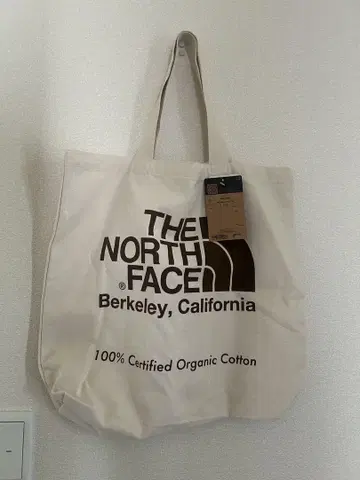 THE
NORTH
FACE
®
Berkeley, California
100% Certified Organic Cotton